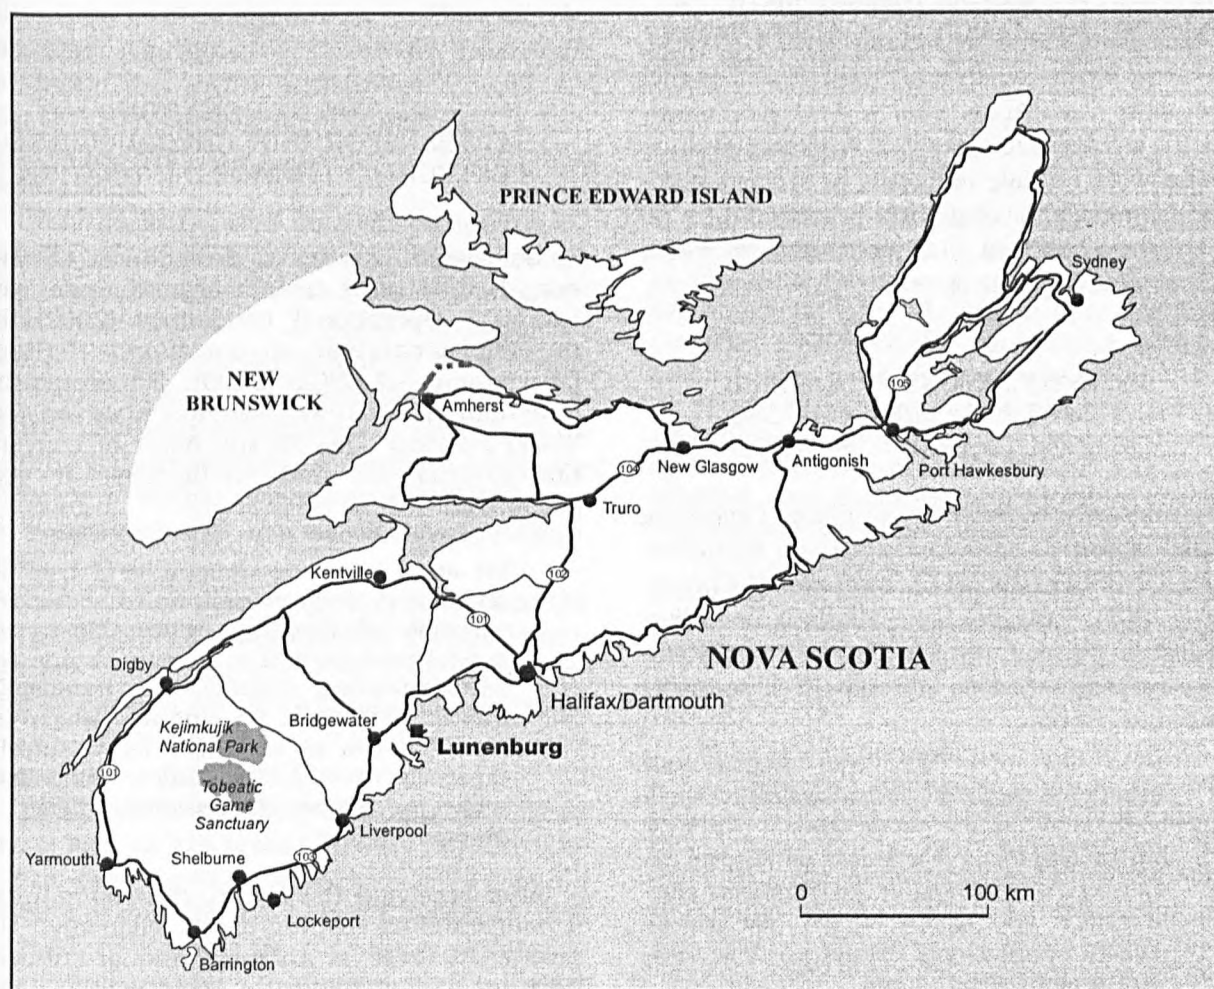 PRINCE EDWARD ISLAND
Sydney
NEW
BRUNSWICK
105
Amherst
New Glasgow
Antigonish
Port Hawkesbury
104
Truro
Kentville
102
101
NOVA SCOTIA
Digby
Halifax/Dartmouth
Bridgewater
Kejimkujik
National Park
Lunenburg
101
Tobeatic
Game
Sanctuary
Liverpool
Yarmouth
Shelburne
103
0
100 km
Lockeport
Barrington